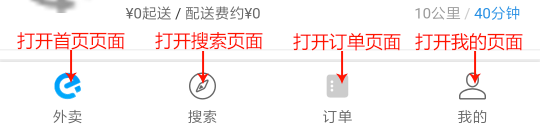 ¥0起送 / 配送费约¥0 10公里 / 40分钟
打开首页页面 打开搜索页面 打开订单页面 打开我的页面
外卖 搜索 订单 我的